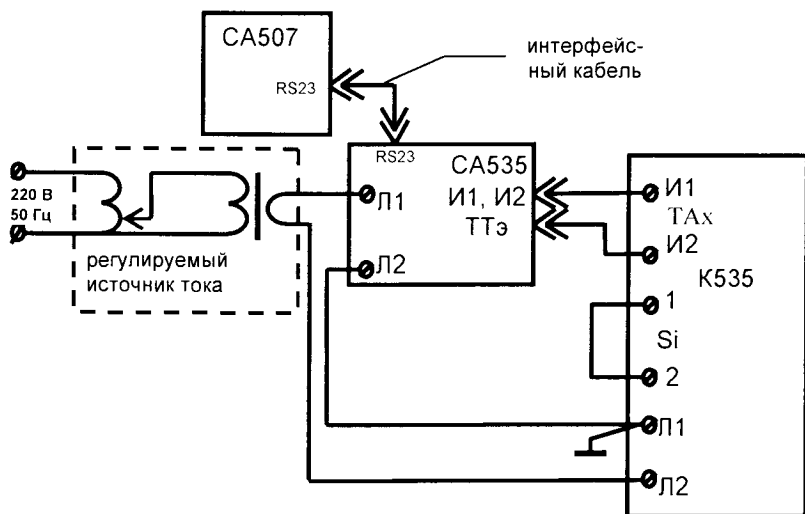 СА507
RS23
интерфейс-
ный кабель
220 В
50 Гц
регулируемый
источник тока
RS23
СА535
И1, И2
ТТэ
Л1
Л2
И1
ТАх
И2
К535
1
Si
2
Л1
Л2